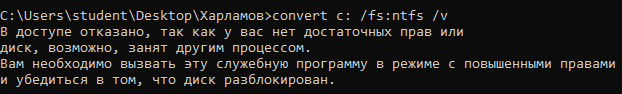 C:\Users\student\Desktop\Харламов>convert c: /fs:ntfs /v
В доступе отказано, так как у вас нет достаточных прав или
диск, возможно, занят другим процессом.
Вам необходимо вызвать эту служебную программу в режиме с повышенными правами
и убедиться в том, что диск разблокирован.